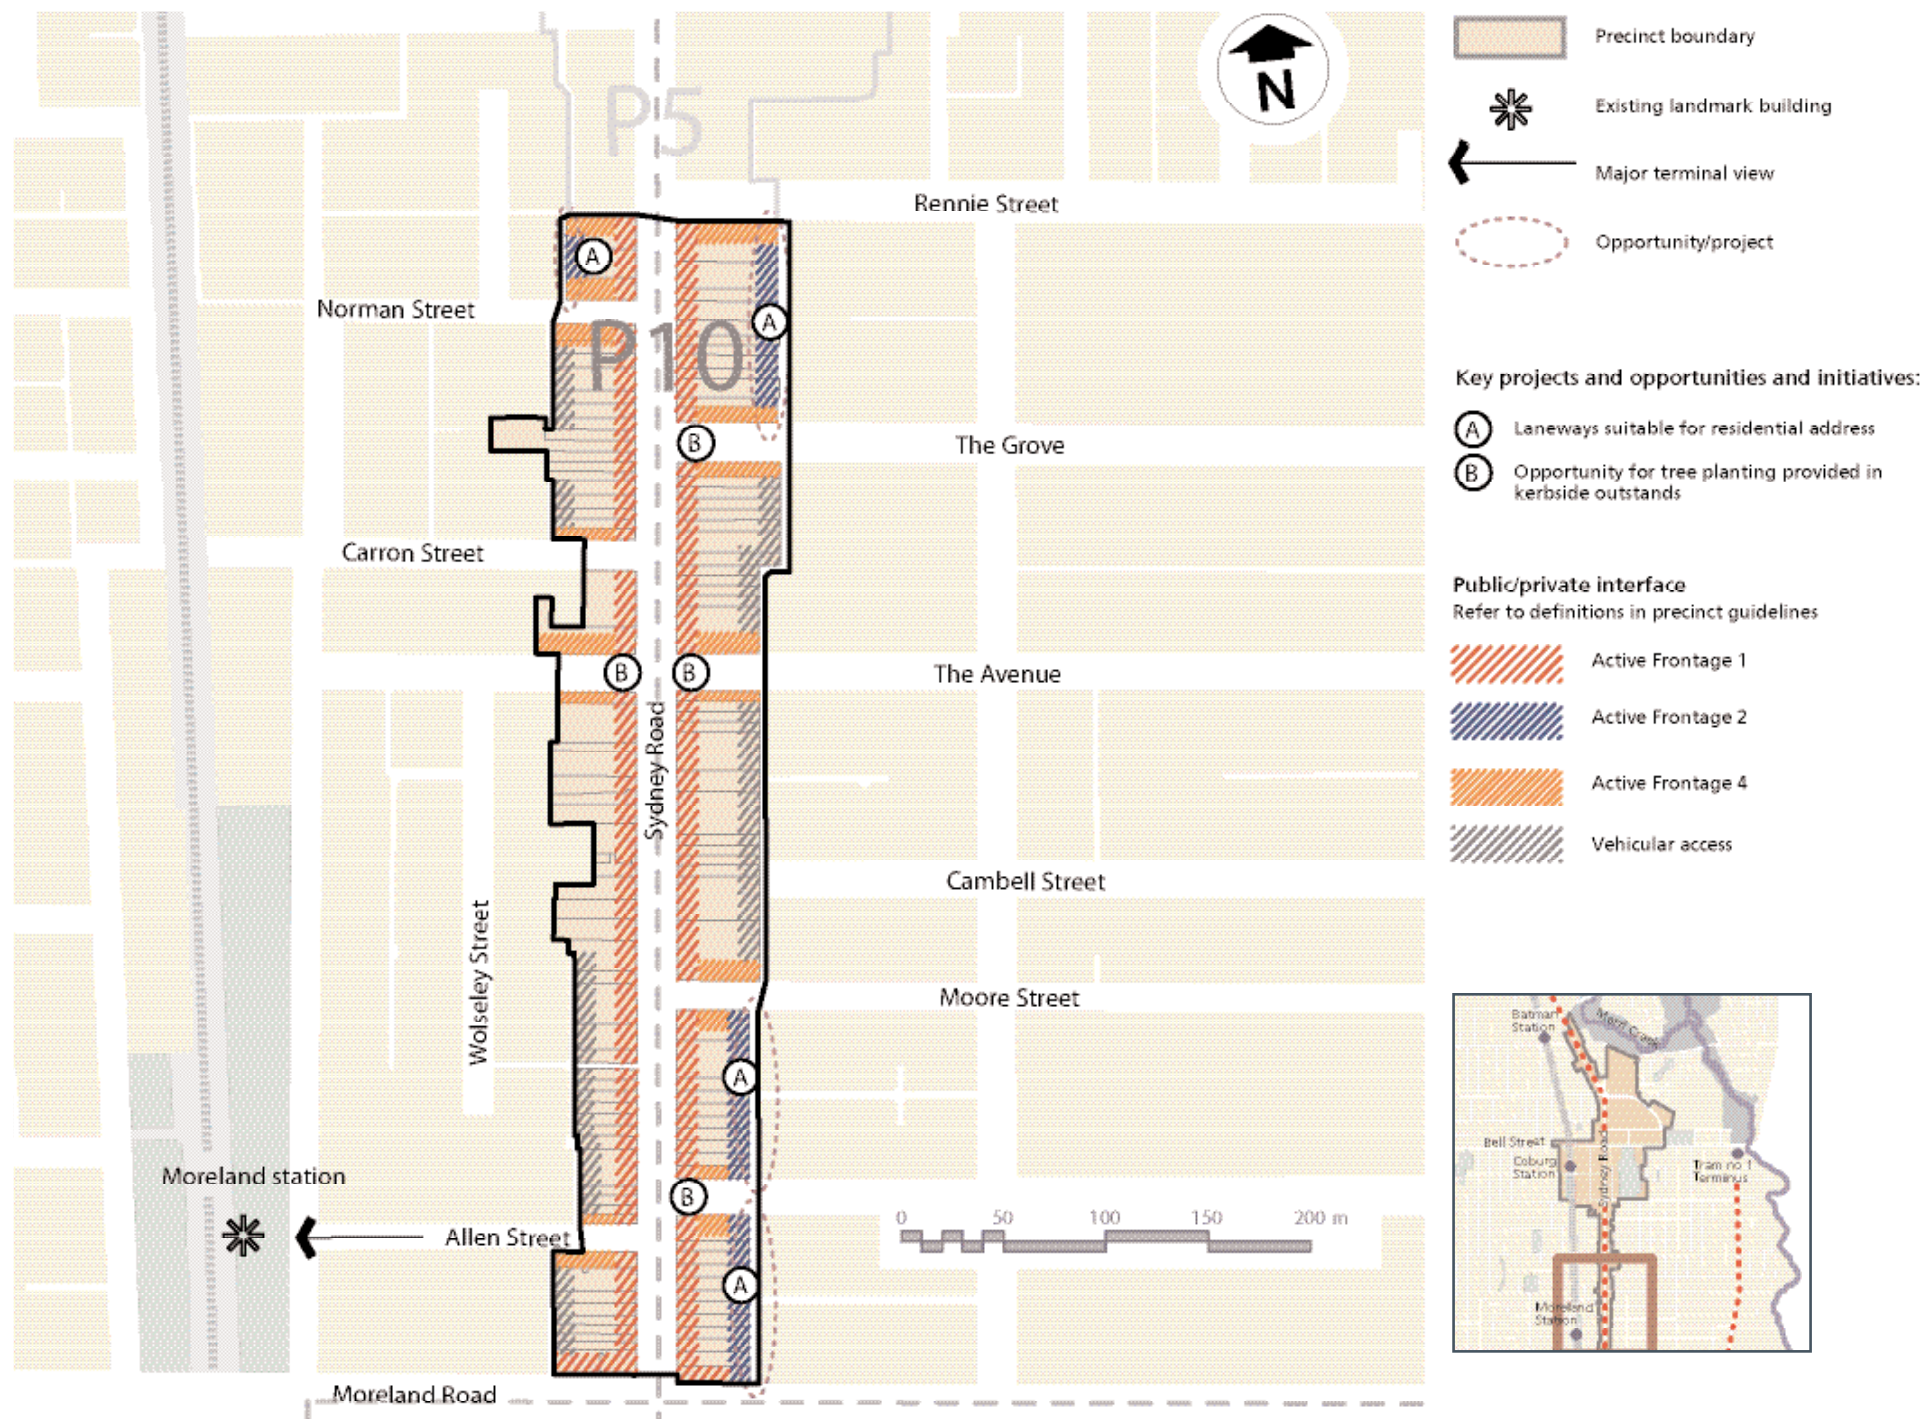 P5
N
Rennie Street
A
Norman Street
A
P10
B
The Grove
Carron Street
B
B
The Avenue
Sydney Road
Cambell Street
Wolseley Street
Moore Street
A
Moreland station
B
Allen Street
0 50 100 150 200 m
A
Moreland Road
Precinct boundary
Existing landmark building
Major terminal view
Opportunity/project
Key projects and opportunities and initiatives:
A Laneways suitable for residential address
B Opportunity for tree planting provided in
kerbside outstands
Public/private interface
Refer to definitions in precinct guidelines
Active Frontage 1
Active Frontage 2
Active Frontage 4
Vehicular access
Batman
Station
Merri Creek
Bell Street
Coburg
Station
Sydney Road
Tram no 1
Terminus
Moreland
Station